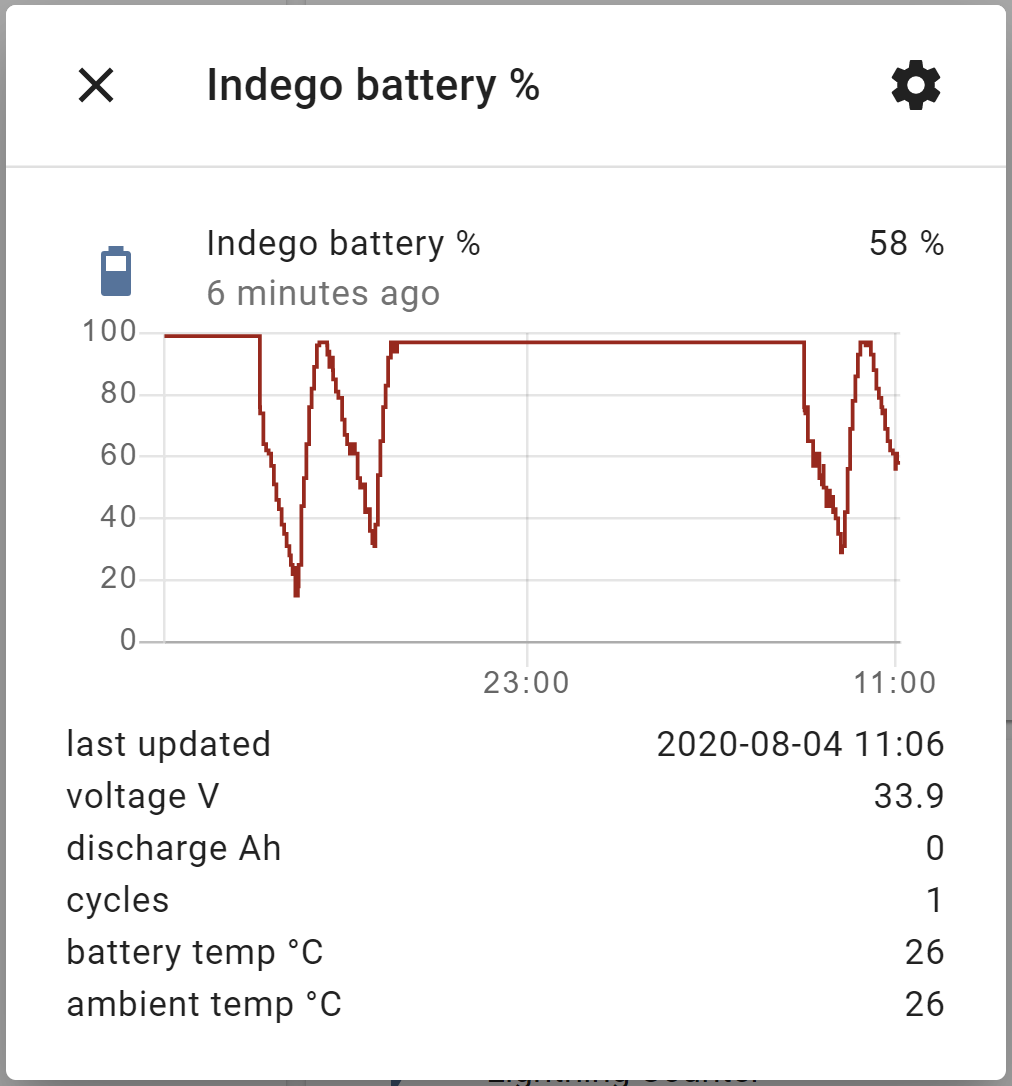 Indego battery %
Indego battery % 58 %
6 minutes ago
100
80
60
40
20
0
23:00 11:00
last updated 2020-08-04 11:06
voltage V 33.9
discharge Ah 0
cycles 1
battery temp °C 26
ambient temp °C 26